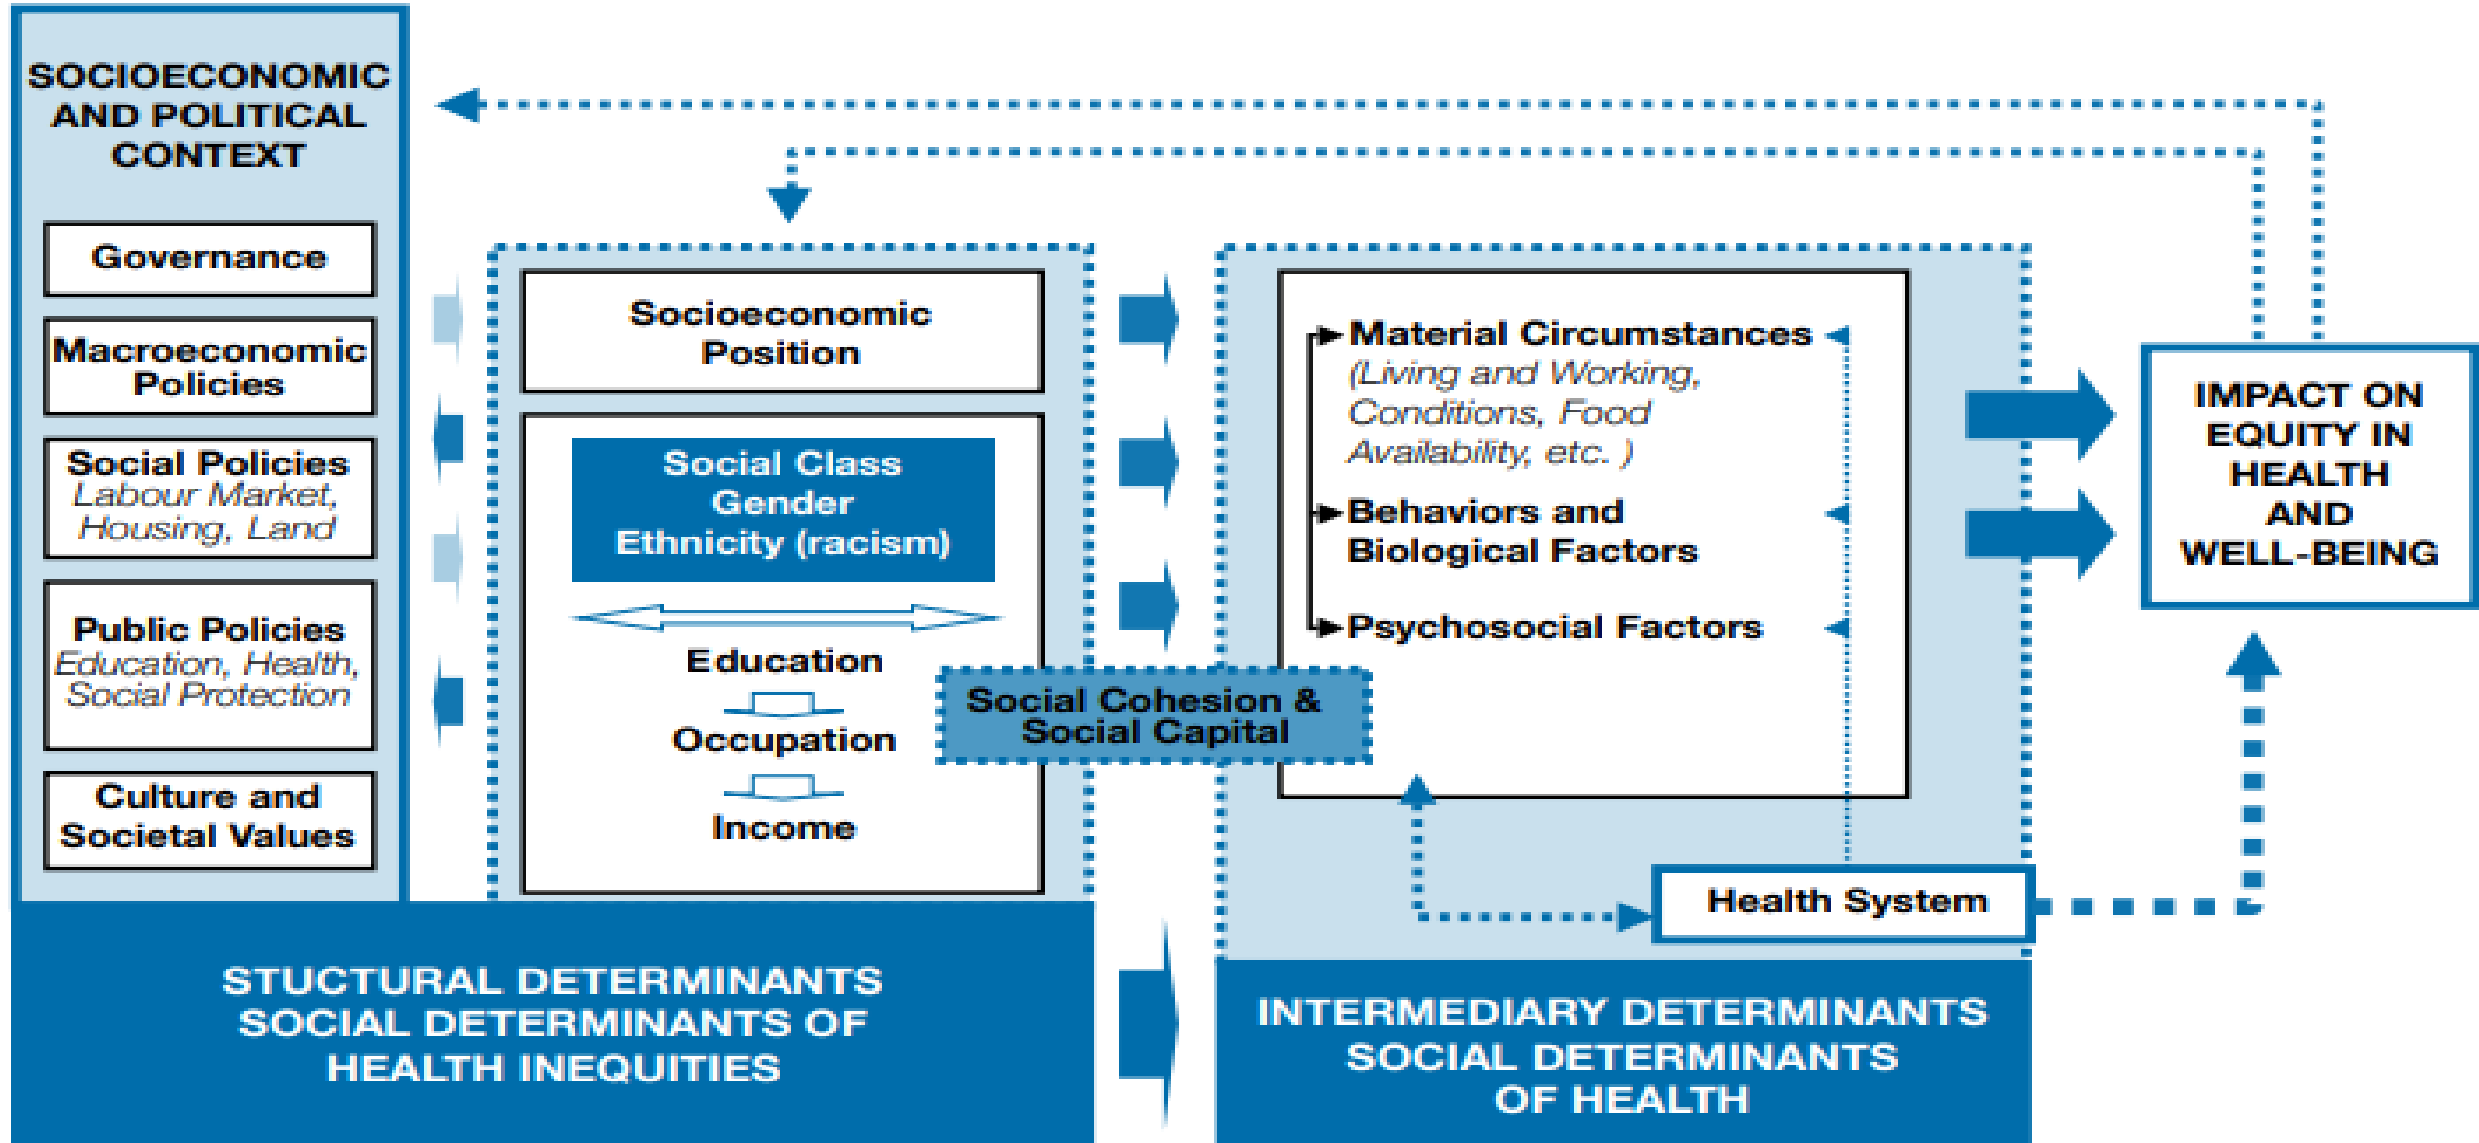 SOCIOECONOMIC
AND POLITICAL
CONTEXT
Governance
Macroeconomic
Policies
Social Policies
Labour Market,
Housing, Land
Public Policies
Education, Health,
Social Protection
Culture and
Societal Values
Socioeconomic
Position
Social Class
Gender
Ethnicity (racism)
Education
Occupation
Income
Social Cohesion &
Social Capital
Material Circumstances
(Living and Working,
Conditions, Food
Availability, etc. )
Behaviors and
Biological Factors
Psychosocial Factors
Health System
IMPACT ON
EQUITY IN
HEALTH
AND
WELL-BEING
STUCTURAL DETERMINANTS
SOCIAL DETERMINANTS OF
HEALTH INEQUITIES
INTERMEDIARY DETERMINANTS
SOCIAL DETERMINANTS
OF HEALTH